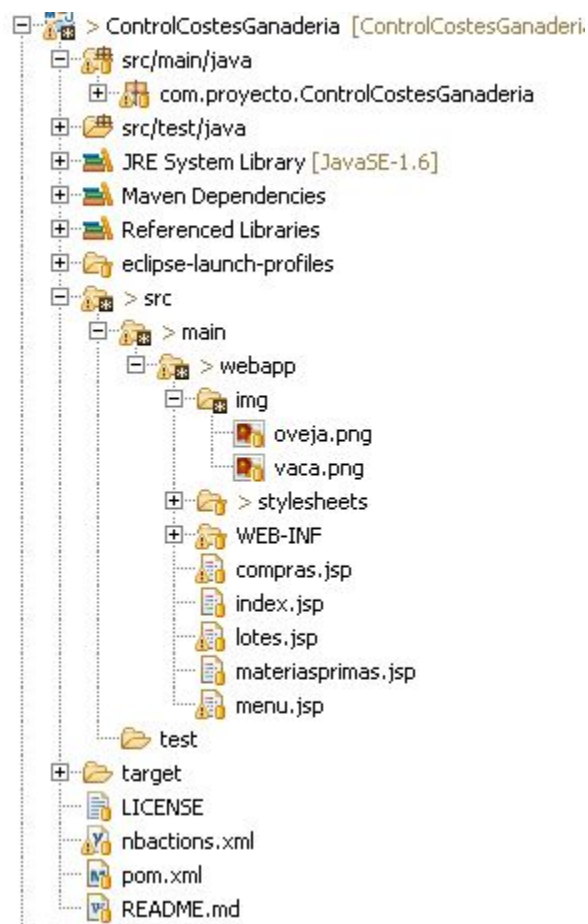 > ControlCostesGanaderia [ControlCostesGanaderi
src/main/java
com.proyecto.ControlCostesGanaderia
src/test/java
JRE System Library [JavaSE-1.6]
Maven Dependencies
Referenced Libraries
eclipse-launch-profiles
> src
> main
> webapp
img
oveja.png
vaca.png
> stylesheets
WEB-INF
compras.jsp
index.jsp
lotes.jsp
materiasprimas.jsp
menu.jsp
test
target
LICENSE
nbactions.xml
pom.xml
README.md